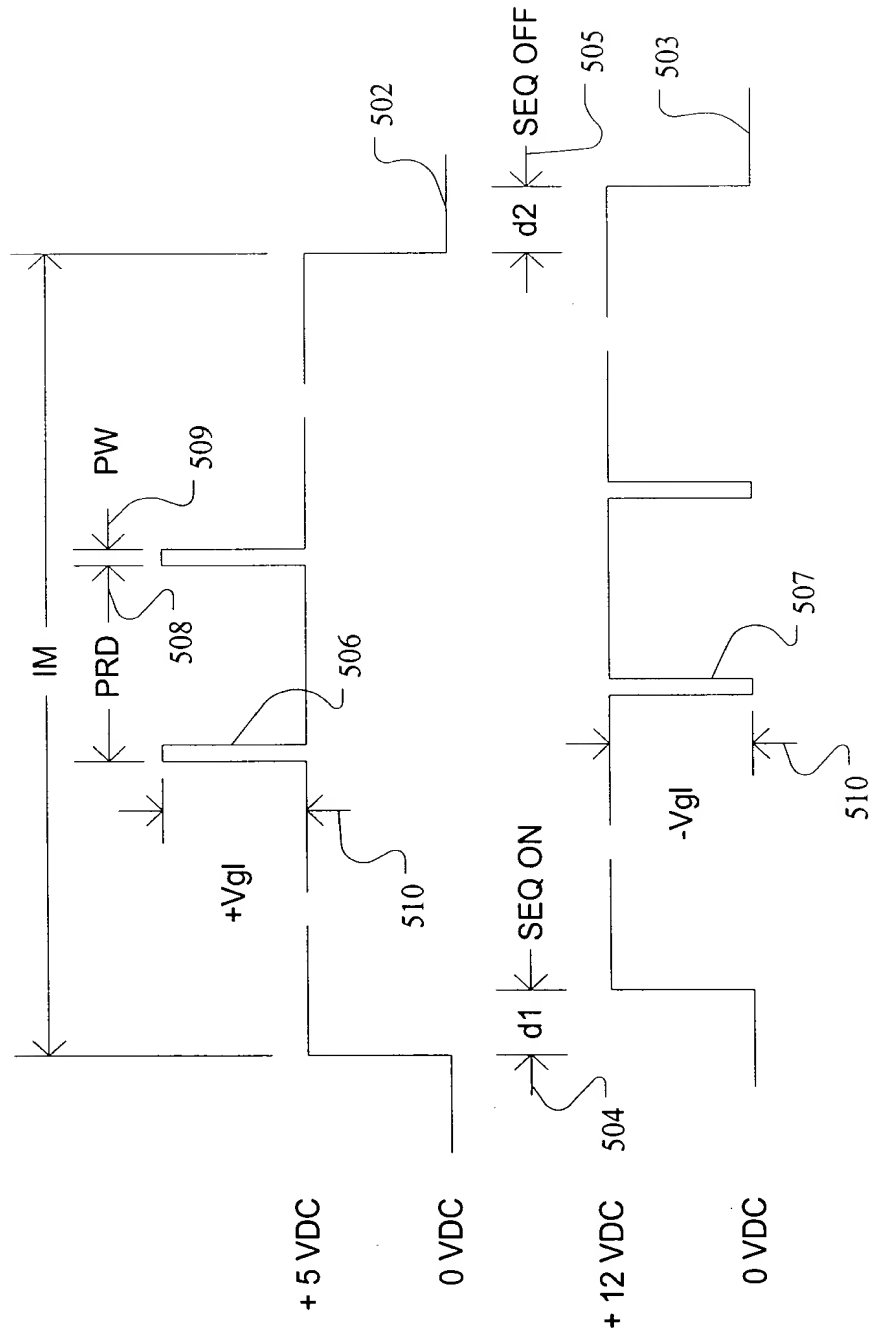 IM
PRD
PW
508
509
+Vgl
506
510
+ 5 VDC
0 VDC
502
d1
SEQ ON
504
d2
SEQ OFF
505
+ 12 VDC
0 VDC
-Vgl
510
507
503